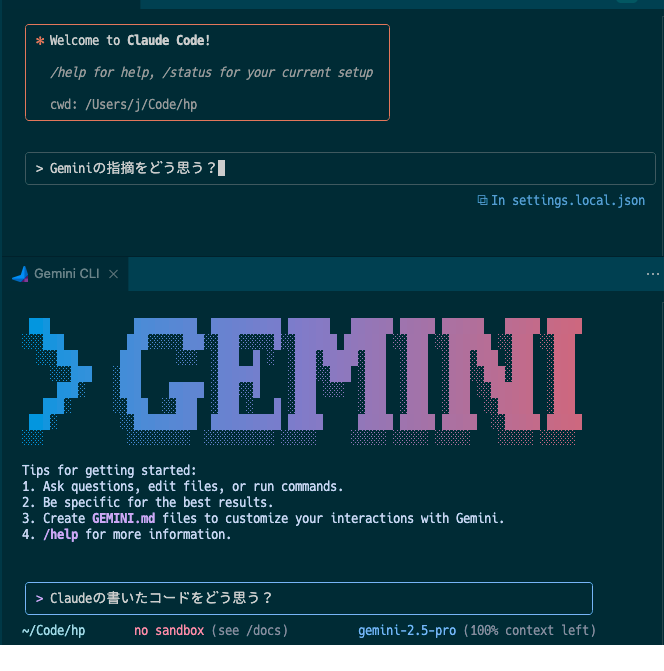 ✻ Welcome to Claude Code!
/help for help, /status for your current setup
cwd: /Users/j/Code/hp
> Geminiの指摘をどう思う？
In settings.local.json
Gemini CLI
> GEMINI
Tips for getting started:
1. Ask questions, edit files, or run commands.
2. Be specific for the best results.
3. Create GEMINI.md files to customize your interactions with Gemini.
4. /help for more information.
> Claudeの書いたコードをどう思う？
~/Code/hp no sandbox (see /docs) gemini-2.5-pro (100% context left)